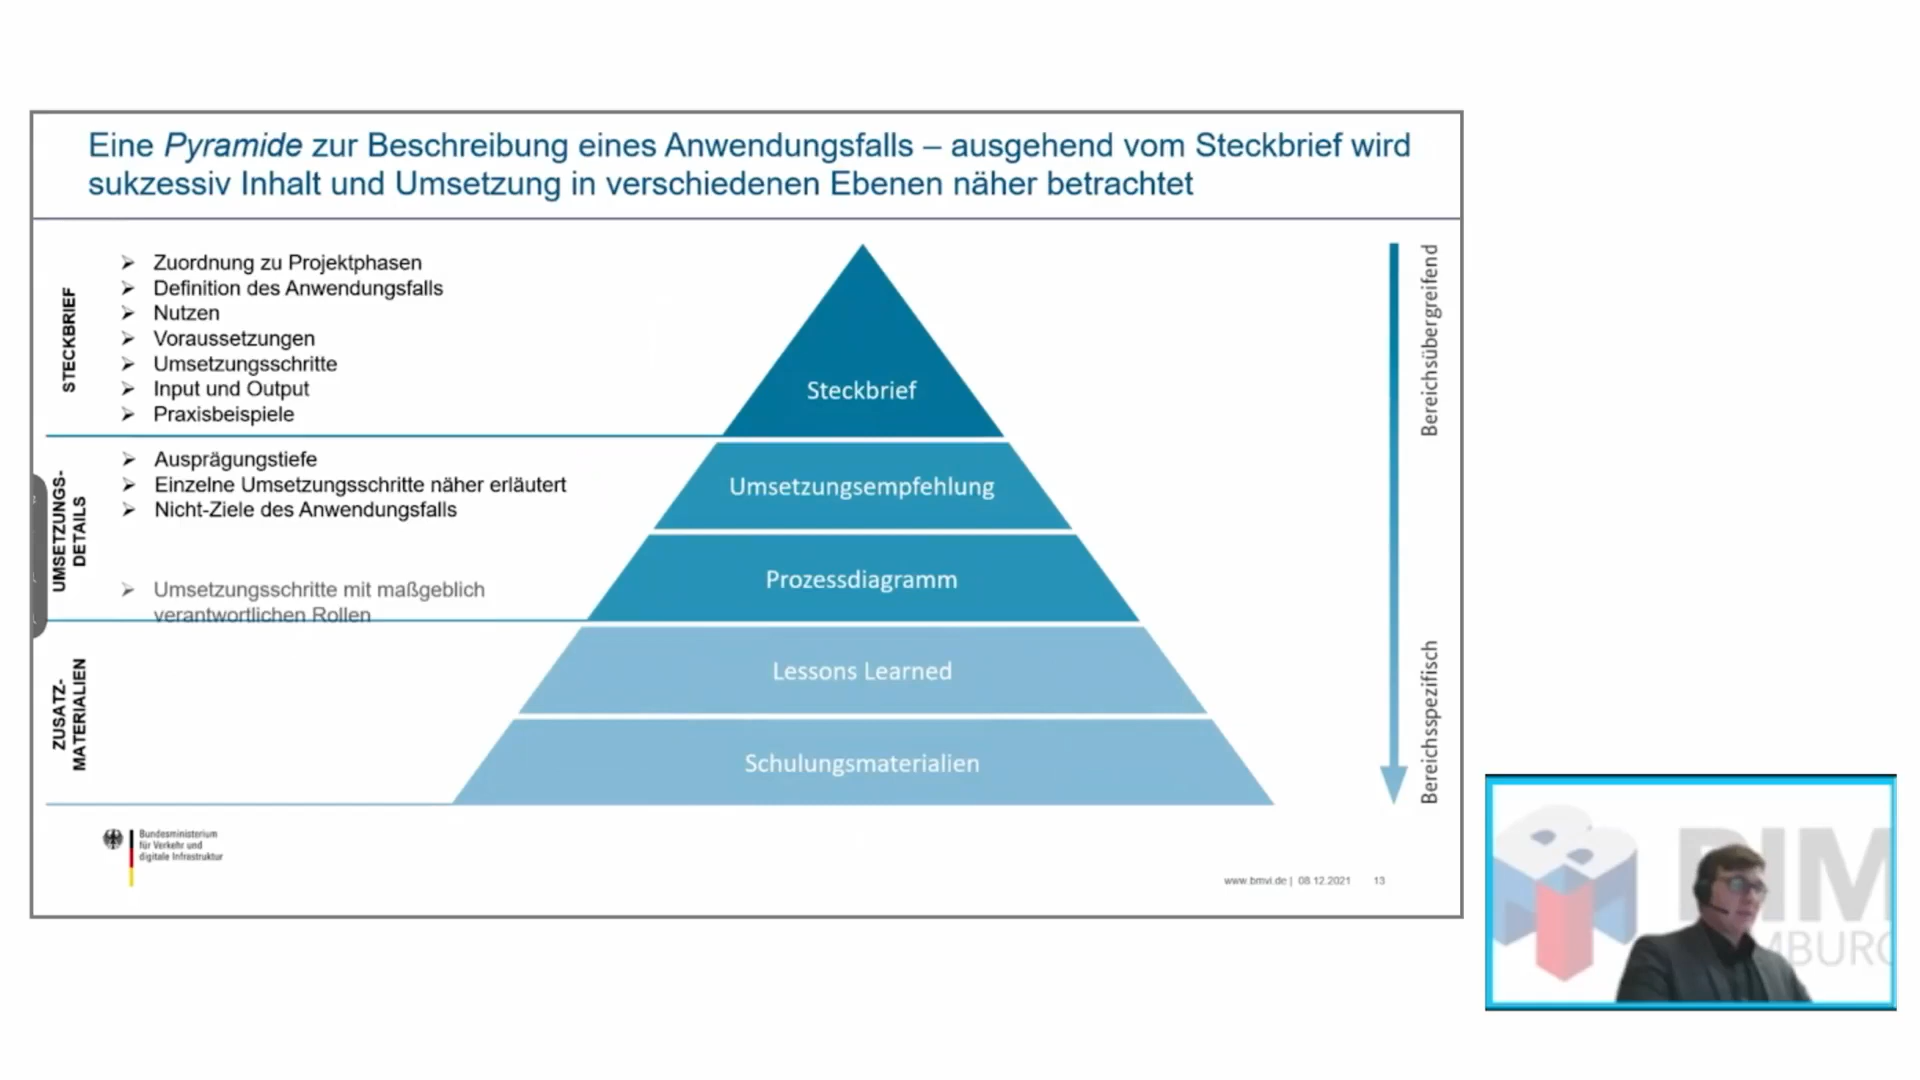 Eine Pyramide zur Beschreibung eines Anwendungsfalls – ausgehend vom Steckbrief wird
sukzessiv Inhalt und Umsetzung in verschiedenen Ebenen näher betrachtet
STECKBRIEF
➢ Zuordnung zu Projektphasen
➢ Definition des Anwendungsfalls
➢ Nutzen
➢ Voraussetzungen
➢ Umsetzungsschritte
➢ Input und Output
➢ Praxisbeispiele
UMSETZUNGS-
DETAILS
➢ Ausprägungstiefe
➢ Einzelne Umsetzungsschritte näher erläutert
➢ Nicht-Ziele des Anwendungsfalls
➢ Umsetzungsschritte mit maßgeblich
verantwortlichen Rollen
ZUSATZ-
MATERIALIEN
Steckbrief
Umsetzungsempfehlung
Prozessdiagramm
Lessons Learned
Schulungsmaterialien
Bereichsübergreifend
Bereichsspezifisch
Bundesministerium
für Verkehr und
digitale Infrastruktur
www.bmvi.de | 08.12.2021 13
BIM
MBURG